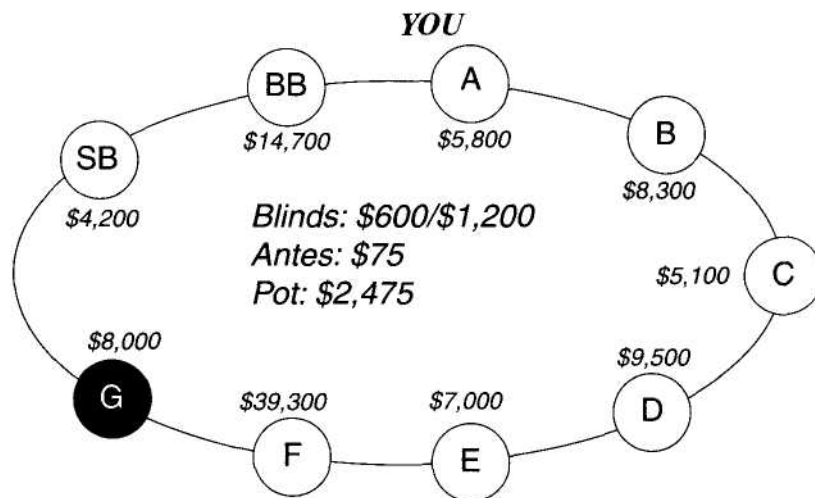 YOU
BB
A
$14,700
$5,800
SB
$4,200
B
$8,300
Blinds: $600/$1,200
Antes: $75
Pot: $2,475
$5,100
C
$8,000
G
$39,300
F
$7,000
E
$9,500
D